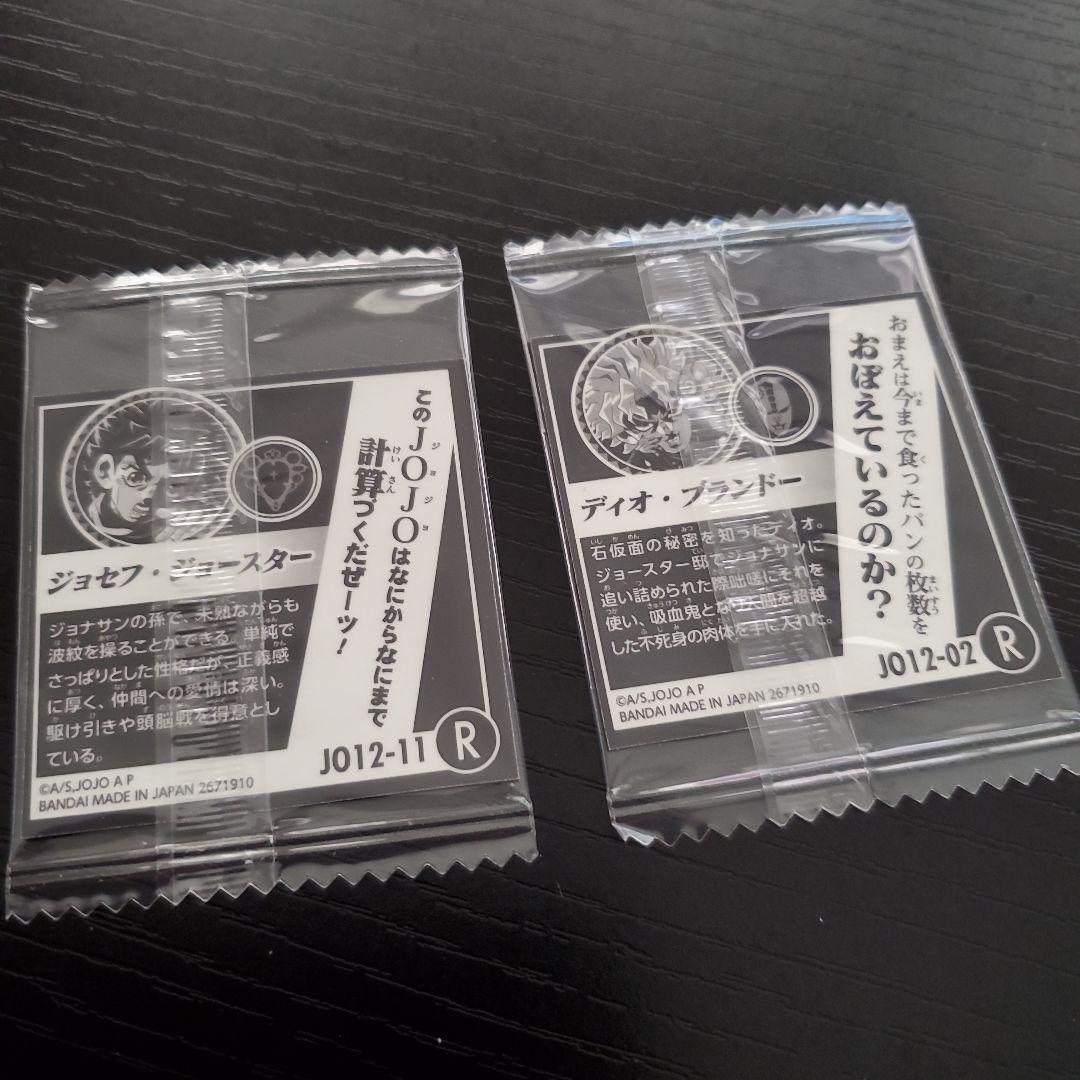 このJOJOはなにからなにまで
計算づくだぜーッ!
ジョセフ・ジョースター
ジョナサンの孫で、未熟ながらも
波紋を操ることができる。単純で
さっぱりとした性格だが、正義感
に厚く、仲間への愛情は深い。
駆け引きや頭脳戦を得意とし
ている。
©A/S,JOJO A P
BANDAI MADE IN JAPAN 2671910
JO12-11 R
おまえは今まで食ったパンの枚数を
おぼえているのか?
ディオ・ブランドー
石仮面の秘密を知ったディオ。
ジョースター邸でジョナサンに
追い詰められた際咄嗟にそれを
使い、吸血鬼となり人間を超越
した不死身の肉体を手に入れた。
©A/S,JOJO A P
BANDAI MADE IN JAPAN 2671910
JO12-02 R